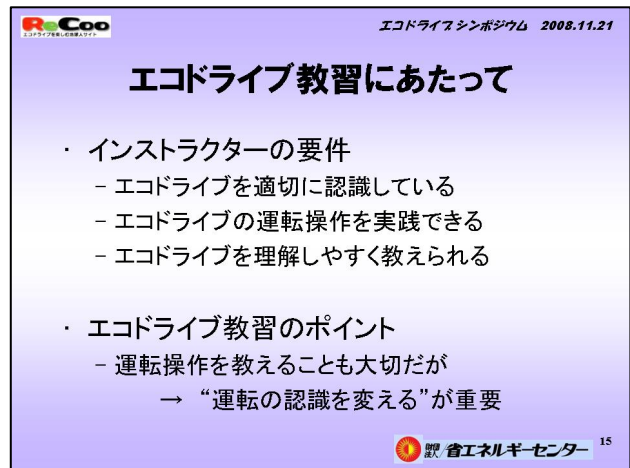 ReCoo
エコドライブ シンポジウム 2008.11.21
エコドライブ教習にあたって
・ インストラクターの要件
– エコドライブを適切に認識している
– エコドライブの運転操作を実践できる
– エコドライブを理解しやすく教えられる
・ エコドライブ教習のポイント
– 運転操作を教えることも大切だが
→ “運転の認識を変える”が重要
財団法人 省エネルギーセンター
15